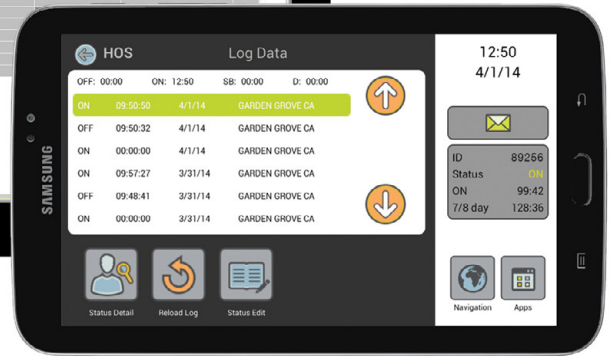 SAMSUNG
HOS
Log Data
OFF: 00:00 ON: 12:50 SB: 00:00 D: 00:00
ON 09:50:50 4/1/14 GARDEN GROVE CA
OFF 09:50:32 4/1/14 GARDEN GROVE CA
ON 00:00:00 4/1/14 GARDEN GROVE CA
ON 09:57:27 3/31/14 GARDEN GROVE CA
OFF 09:48:41 3/31/14 GARDEN GROVE CA
ON 00:00:00 3/31/14 GARDEN GROVE CA
Status Detail
Reload Log
Status Edit
12:50
4/1/14
ID 89256
Status ON
ON 99:42
7/8 day 128:36
Navigation
Apps